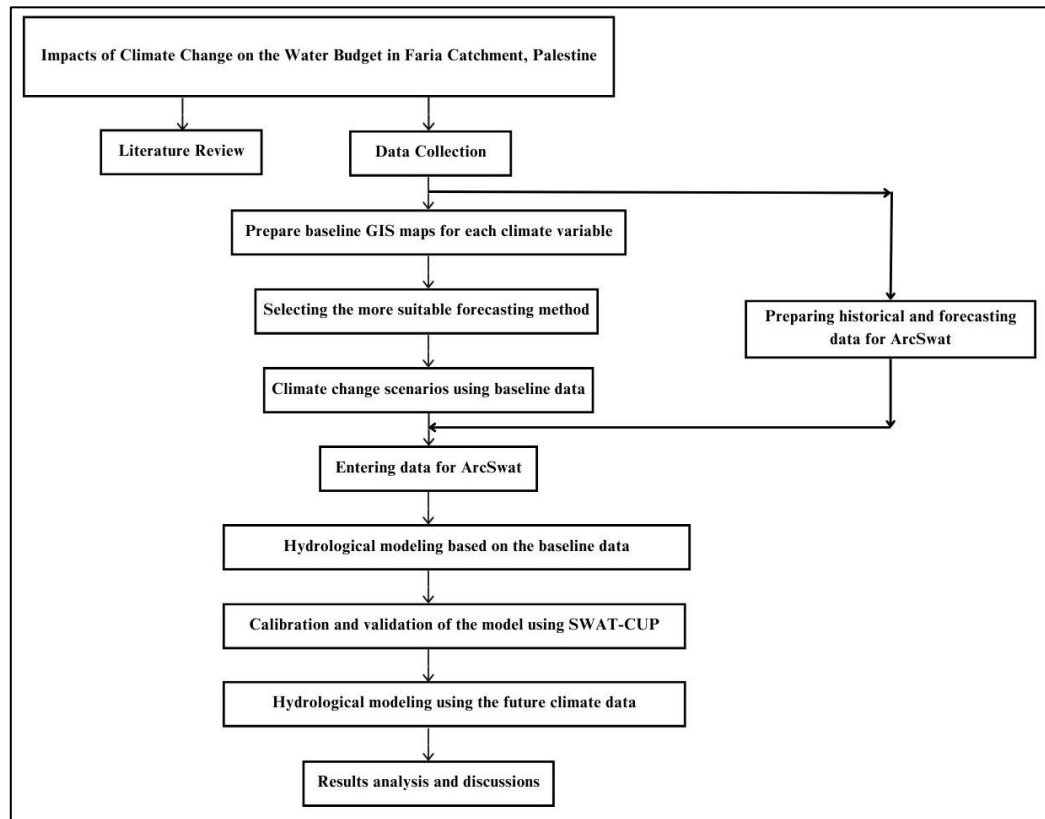 Impacts of Climate Change on the Water Budget in Faria Catchment, Palestine
Literature Review
Data Collection
Prepare baseline GIS maps for each climate variable
Selecting the more suitable forecasting method
Preparing historical and forecasting
data for ArcSwat
Climate change scenarios using baseline data
Entering data for ArcSwat
Hydrological modeling based on the baseline data
Calibration and validation of the model using SWAT-CUP
Hydrological modeling using the future climate data
Results analysis and discussions